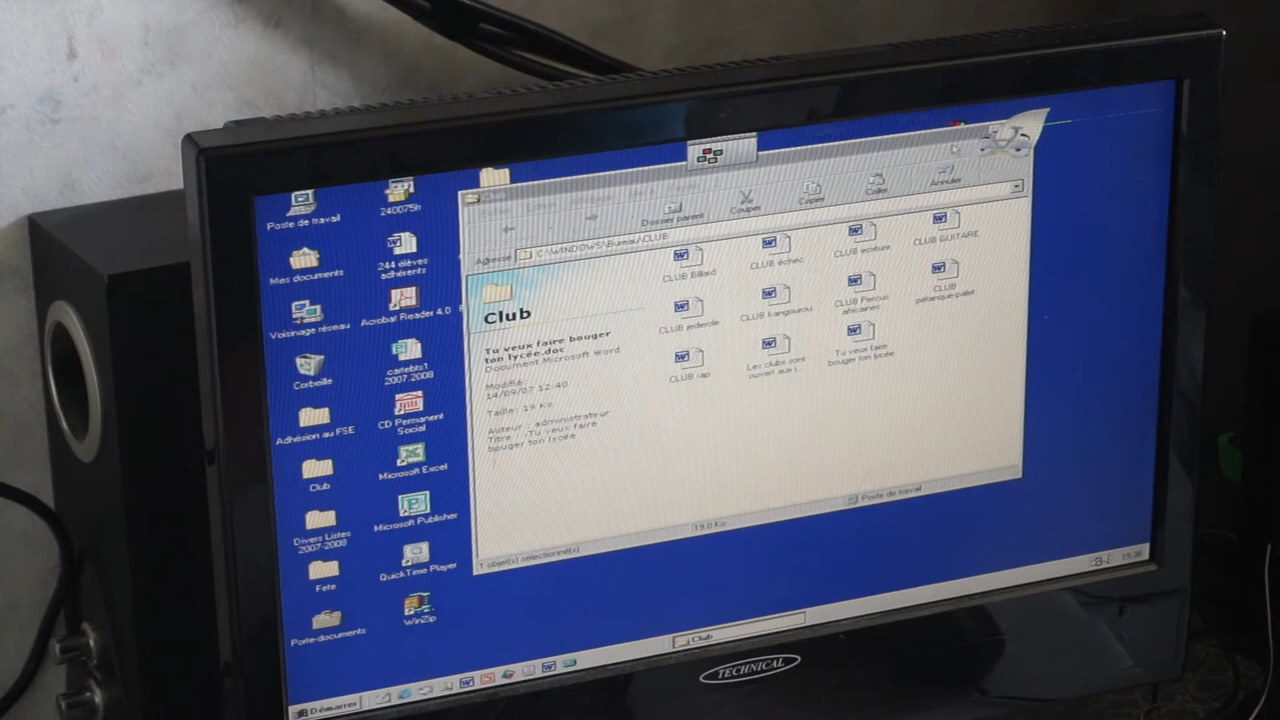 Poste de travail
Mes documents
Voisinage réseau
Corbeille
Adhésion au FSE
Club
Divers Listes
2007-2008
Fete
Porte-documents
240075fr
244 élèves
adhérents
Acrobat Reader 4.0
cartebts1
2007.2008
CD Permanent
Social
Microsoft Excel
Microsoft Publisher
QuickTime Player
WinZip
Dossier parent
Couper
Copier
Coller
Annuler
Adresse
C:\WINDOWS\Bureau\CLUB
Club
Tu veux faire bouger
ton lycée.doc
Document Microsoft Word
Modifié :
14/09/07 12:40
Taille : 19 Ko
Auteur : administrateur
Titre : -Tu veux faire
bouger ton lycée
CLUB Billard
CLUB échec
CLUB écriture
CLUB GUITARE
CLUB jederole
CLUB kangourou
CLUB Percus
africaines
CLUB
pétanque-palet
CLUB rap
Les clubs sont
ouvert aux i
Tu veux faire
bouger ton lycée
1 objet(s) sélectionné(s)
19,0 Ko
Poste de travail
Démarrer
Club
TECHNICAL